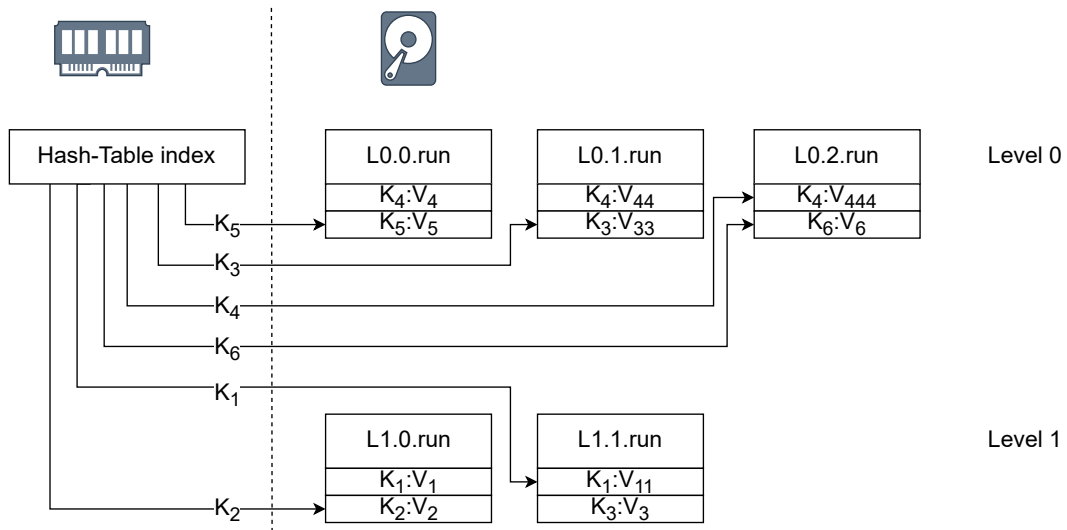 Hash-Table index
L0.0.run
L0.1.run
L0.2.run
Level 0
K₄:V₄
K₄:V₄₄
K₄:V₄₄₄
K₅:V₅
K₃:V₃₃
K₆:V₆
K₅
K₃
K₄
K₆
K₁
L1.0.run
L1.1.run
Level 1
K₁:V₁
K₁:V₁₁
K₂:V₂
K₃:V₃
K₂